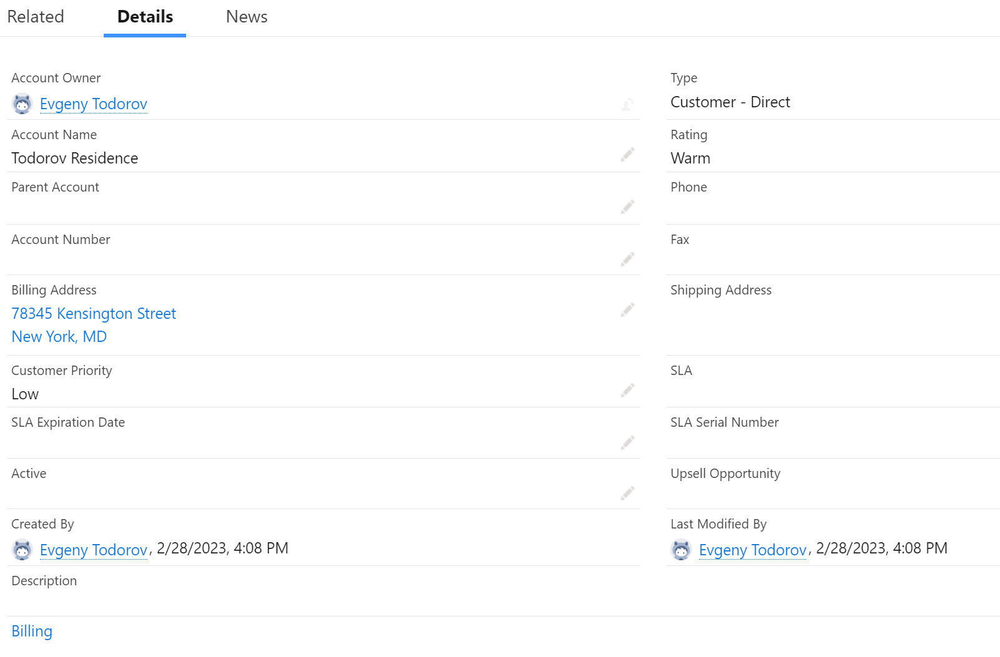 Related Details News
Account Owner
Evgeny Todorov
Type
Customer - Direct
Account Name
Todorov Residence
Rating
Warm
Parent Account
Phone
Account Number
Fax
Billing Address
78345 Kensington Street
New York, MD
Shipping Address
Customer Priority
Low
SLA
SLA Expiration Date
SLA Serial Number
Active
Upsell Opportunity
Created By
Evgeny Todorov, 2/28/2023, 4:08 PM
Last Modified By
Evgeny Todorov, 2/28/2023, 4:08 PM
Description
Billing